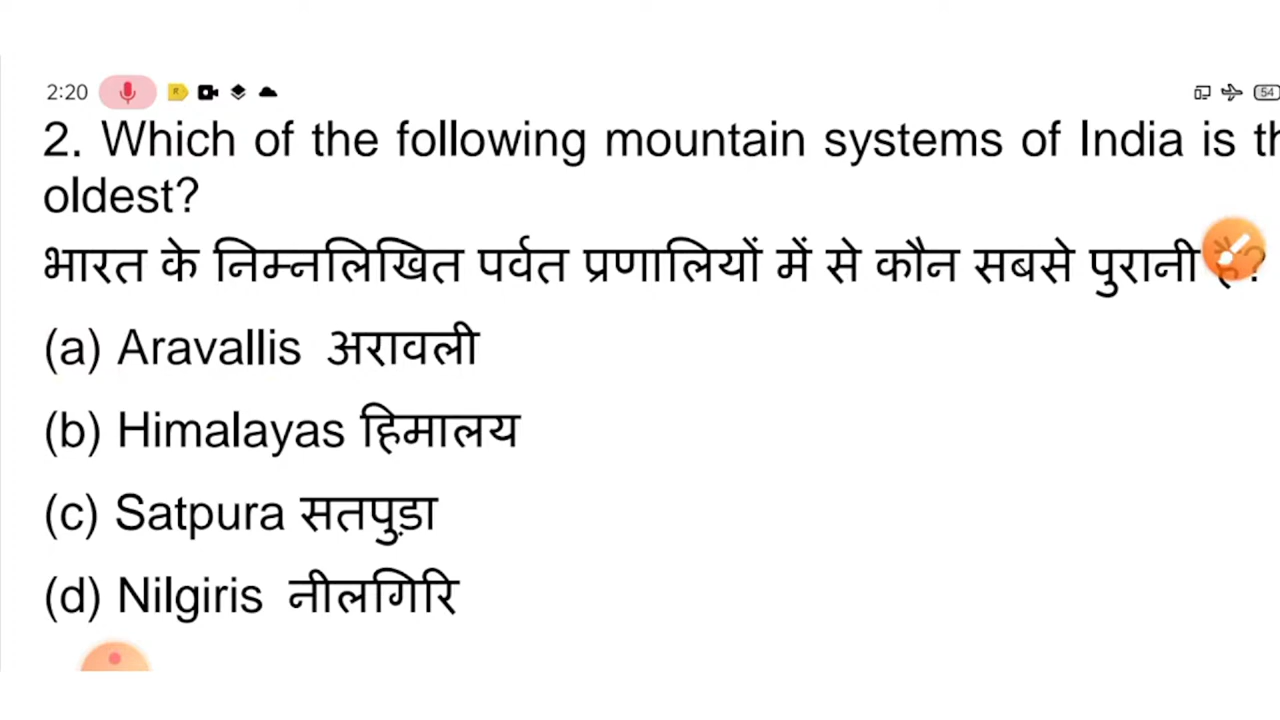 2:20 R 54
2. Which of the following mountain systems of India is th
oldest?
भारत के निम्नलिखित पर्वत प्रणालियों में से कौन सबसे पुरानी ?
(a) Aravallis अरावली
(b) Himalayas हिमालय
(c) Satpura सतपुड़ा
(d) Nilgiris नीलगिरि